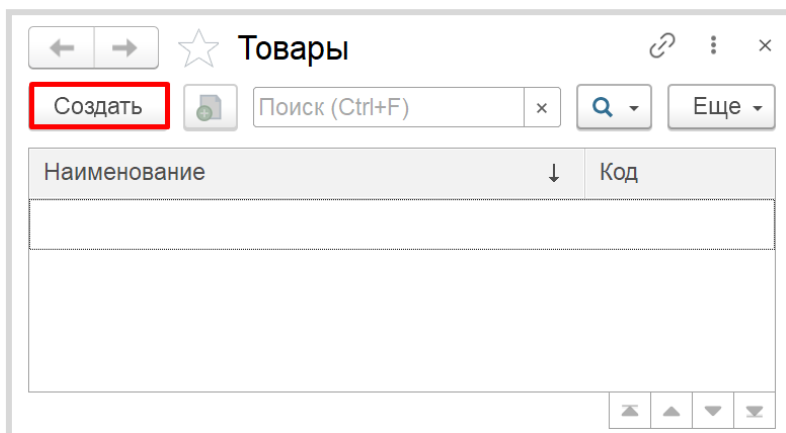 Товары
Создать Поиск (Ctrl+F) Еще
Наименование Код